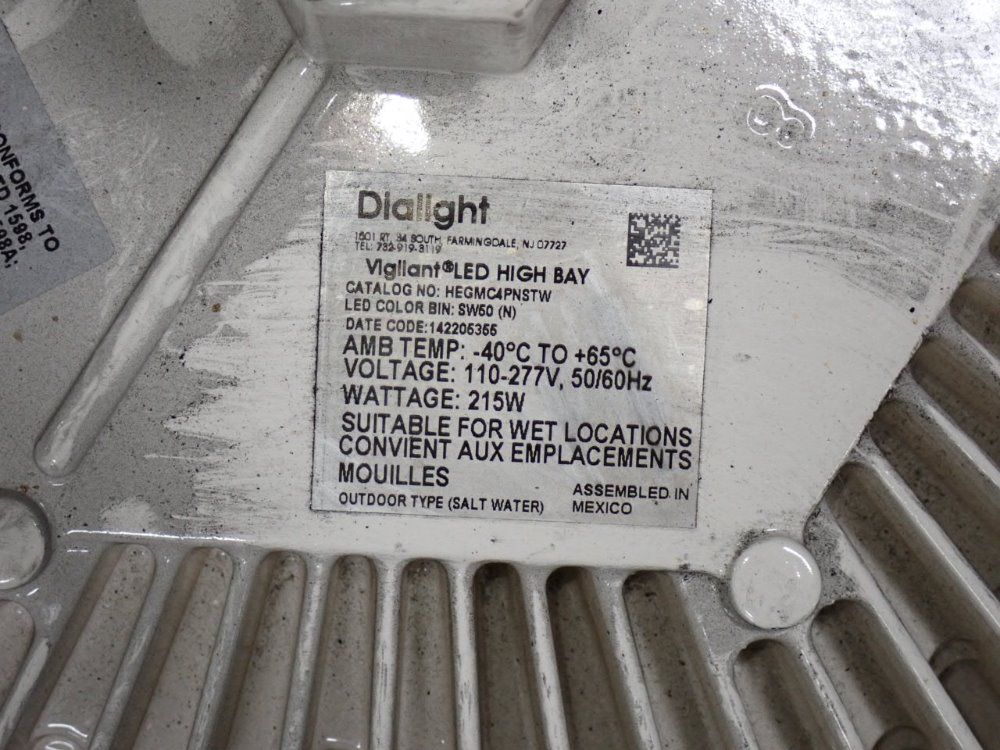 ONFORMS TO
TD 1598,
598A;
Dialight
1501 RT. 34 SOUTH, FARMINGDALE, NJ 07727
TEL: 732-919-3119
Vigilant®LED HIGH BAY
CATALOG NO: HEGMC4PNSTW
LED COLOR BIN: SW50 (N)
DATE CODE:142205355
AMB TEMP: -40°C TO +65°C
VOLTAGE: 110-277V, 50/60Hz
WATTAGE: 215W
SUITABLE FOR WET LOCATIONS
CONVIENT AUX EMPLACEMENTS
MOUILLES
OUTDOOR TYPE (SALT WATER)
ASSEMBLED IN
MEXICO